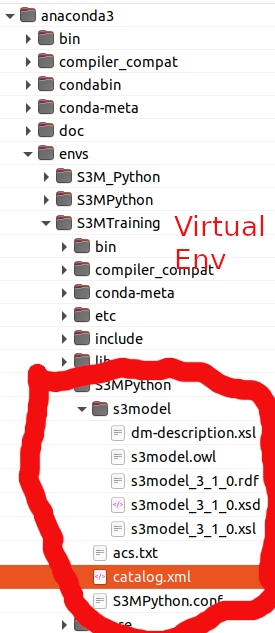 anaconda3
bin
compiler_compat
condabin
conda-meta
doc
envs
S3M_Python
S3MPython
S3MTraining
Virtual
Env
bin
compiler_compat
conda-meta
etc
include
lib
S3MPython
s3model
dm-description.xsl
s3model.owl
s3model_3_1_0.rdf
s3model_3_1_0.xsd
s3model_3_1_0.xsl
acs.txt
catalog.xml
S3MPython.conf